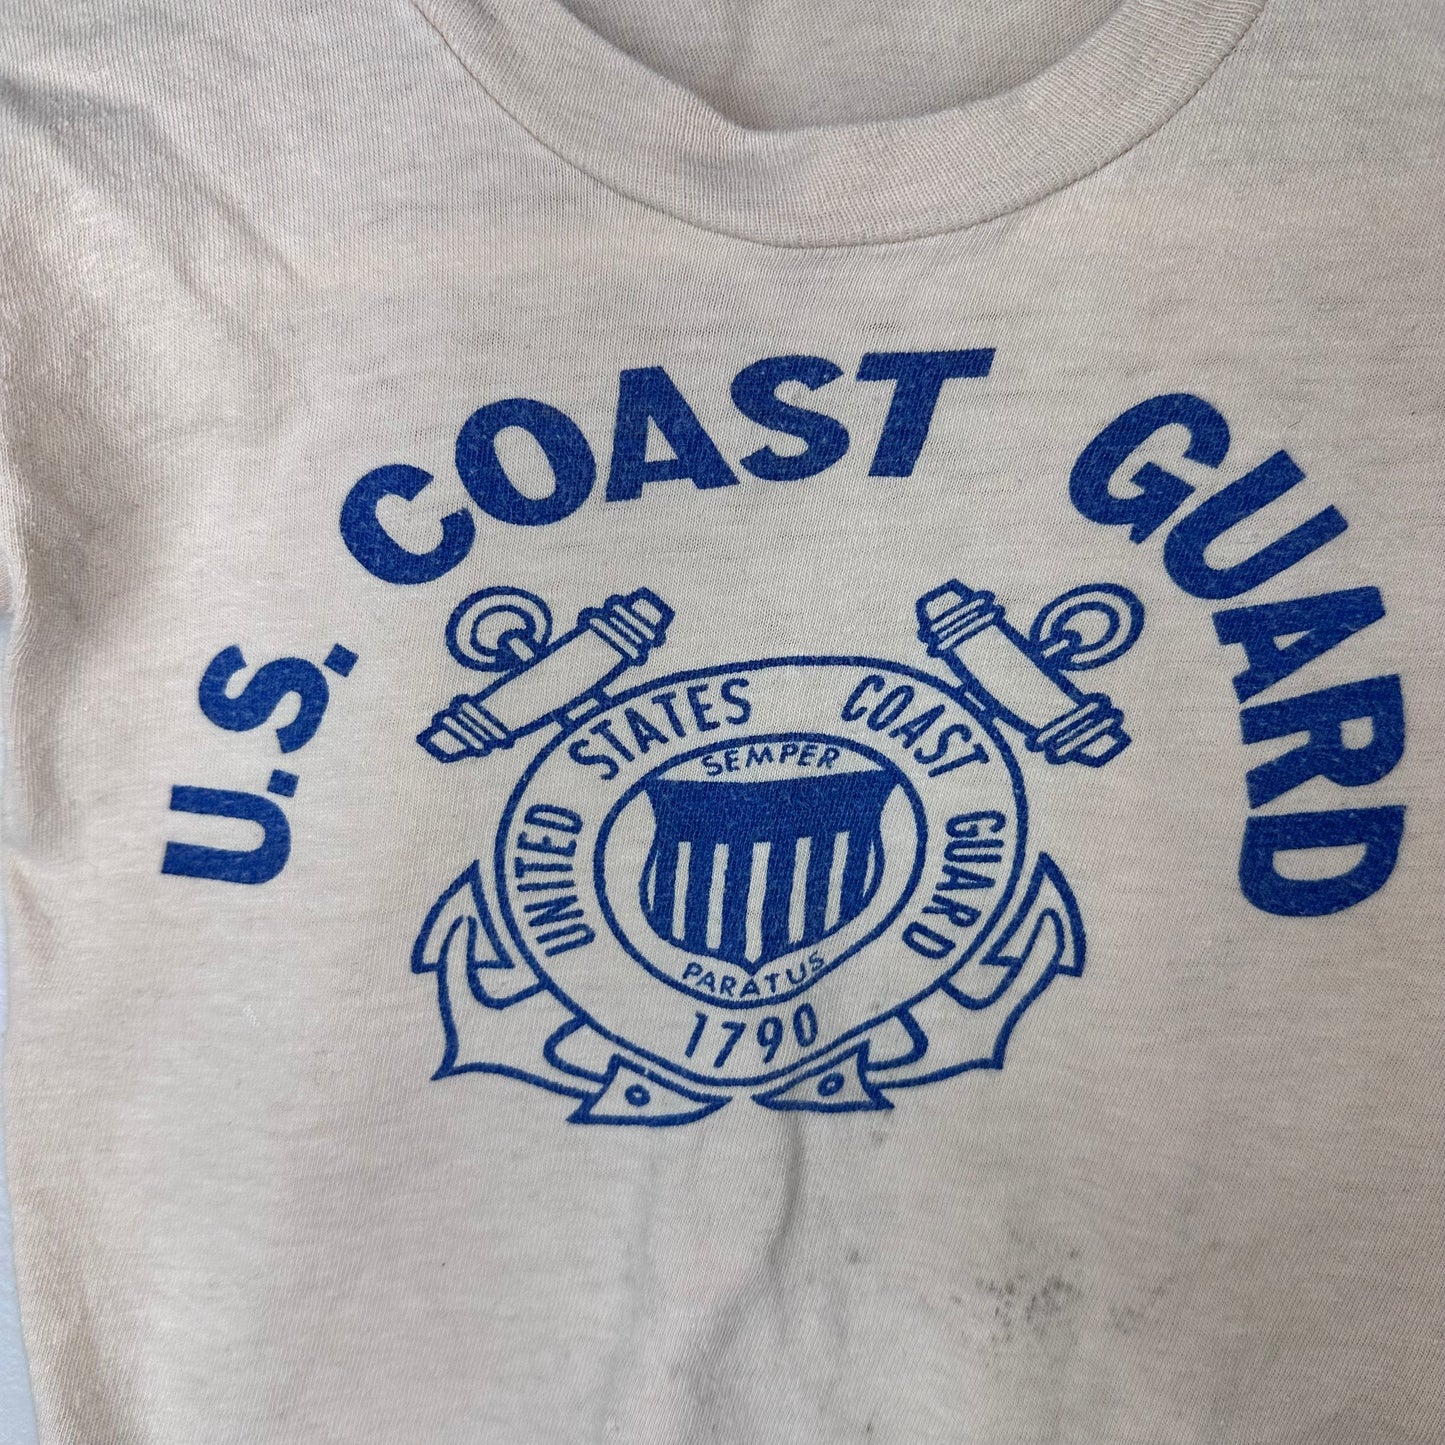 U.S. COAST GUARD
UNITED STATES COAST GUARD
SEMPER
PARATUS
1790